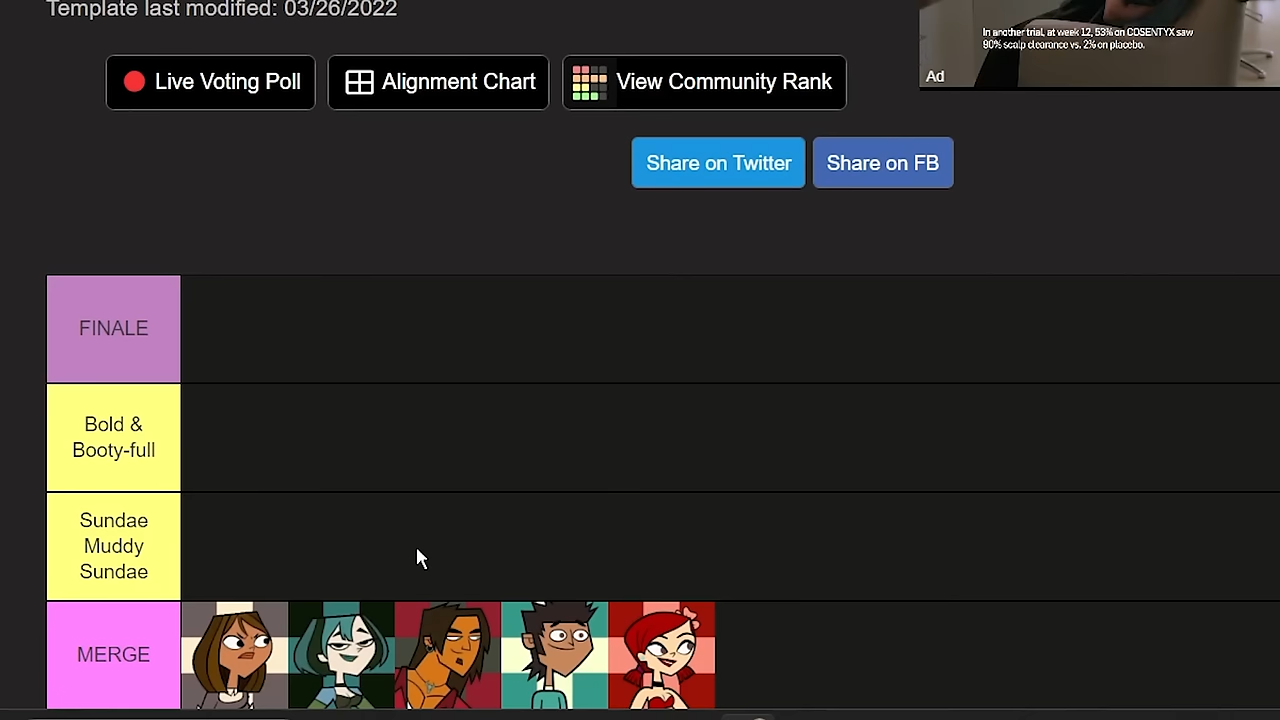 Template last modified: 03/26/2022
In another trial, at week 12, 53% on COSENTYX saw
90% scalp clearance vs. 2% on placebo.
Ad
Live Voting Poll
Alignment Chart
View Community Rank
Share on Twitter
Share on FB
FINALE
Bold &
Booty-full
Sundae
Muddy
Sundae
MERGE